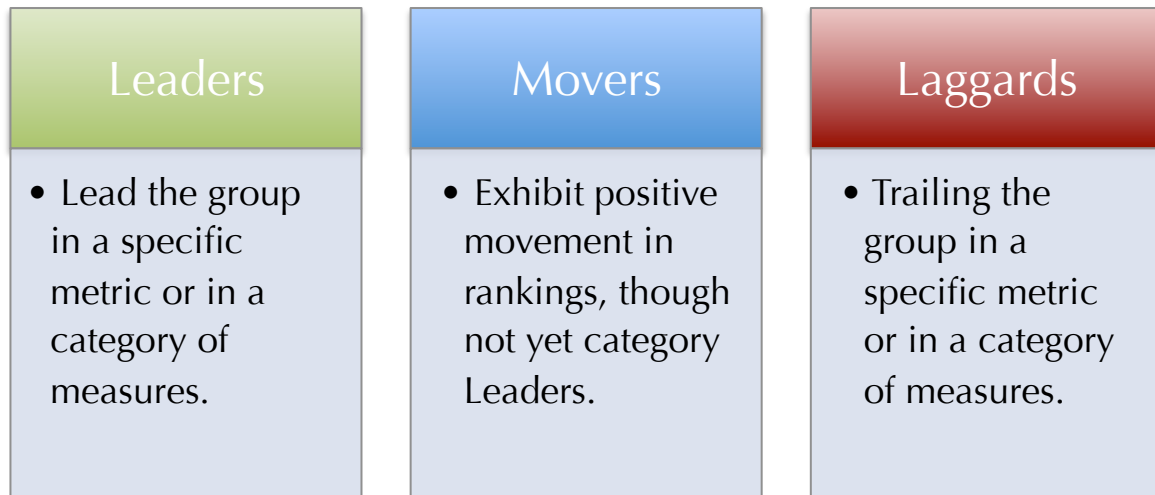 Leaders
• Lead the group
in a specific
metric or in a
category of
measures.
Movers
• Exhibit positive
movement in
rankings, though
not yet category
Leaders.
Laggards
• Trailing the
group in a
specific metric
or in a category
of measures.